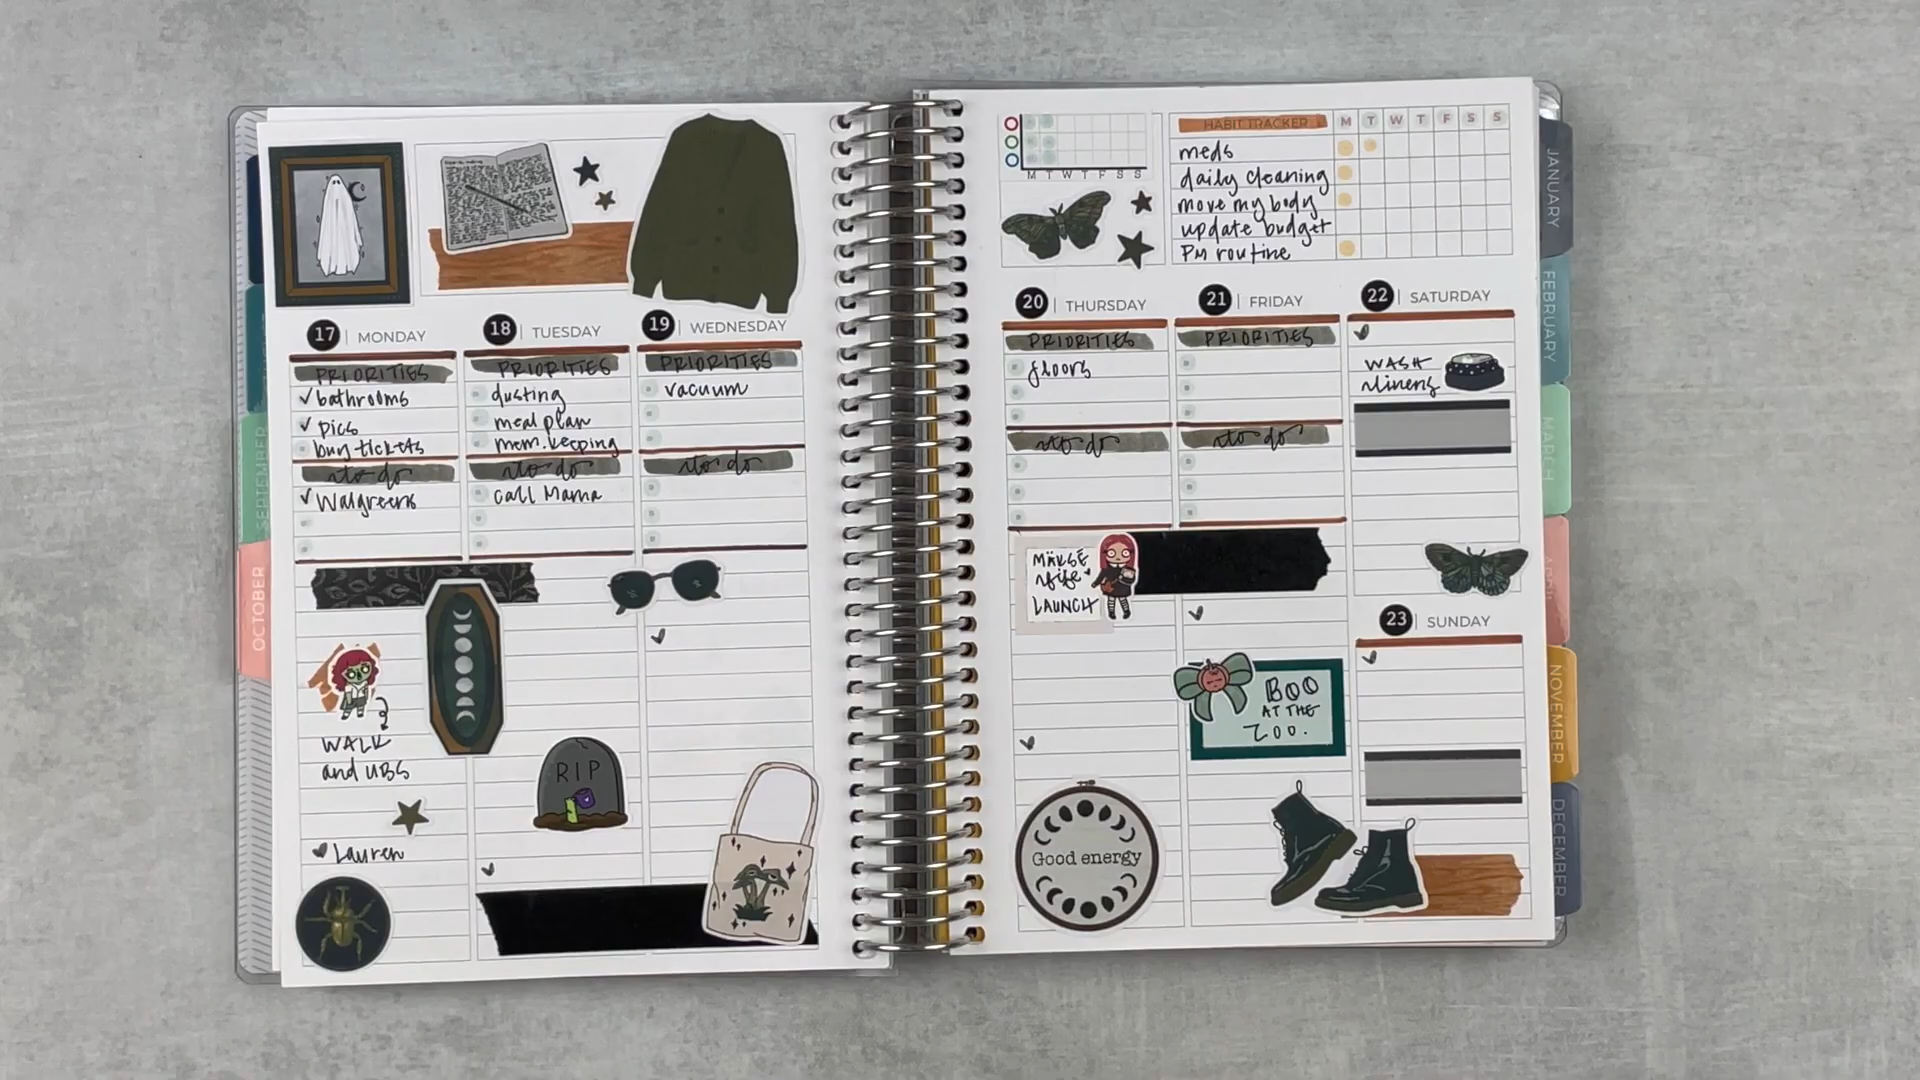 HABIT TRACKER M T W T F S S
meds
daily cleaning
move my body
update budget
PM routine
M T W T F S S
17 MONDAY
PRIORITIES
bathrooms
pics
buy tickets
to do
Walgreens
WALK
and UBS
Lauren
18 TUESDAY
PRIORITIES
dusting
meal plan
mem. keeping
to do
call Mama
RIP
19 WEDNESDAY
PRIORITIES
vacuum
to do
20 THURSDAY
PRIORITIES
floors
to do
LAUNCH
Good energy
21 FRIDAY
PRIORITIES
to do
BOO
AT THE
ZOO.
22 SATURDAY
WASH
linens
23 SUNDAY
SEPTEMBER
OCTOBER
JANUARY
FEBRUARY
MARCH
APRIL
NOVEMBER
DECEMBER